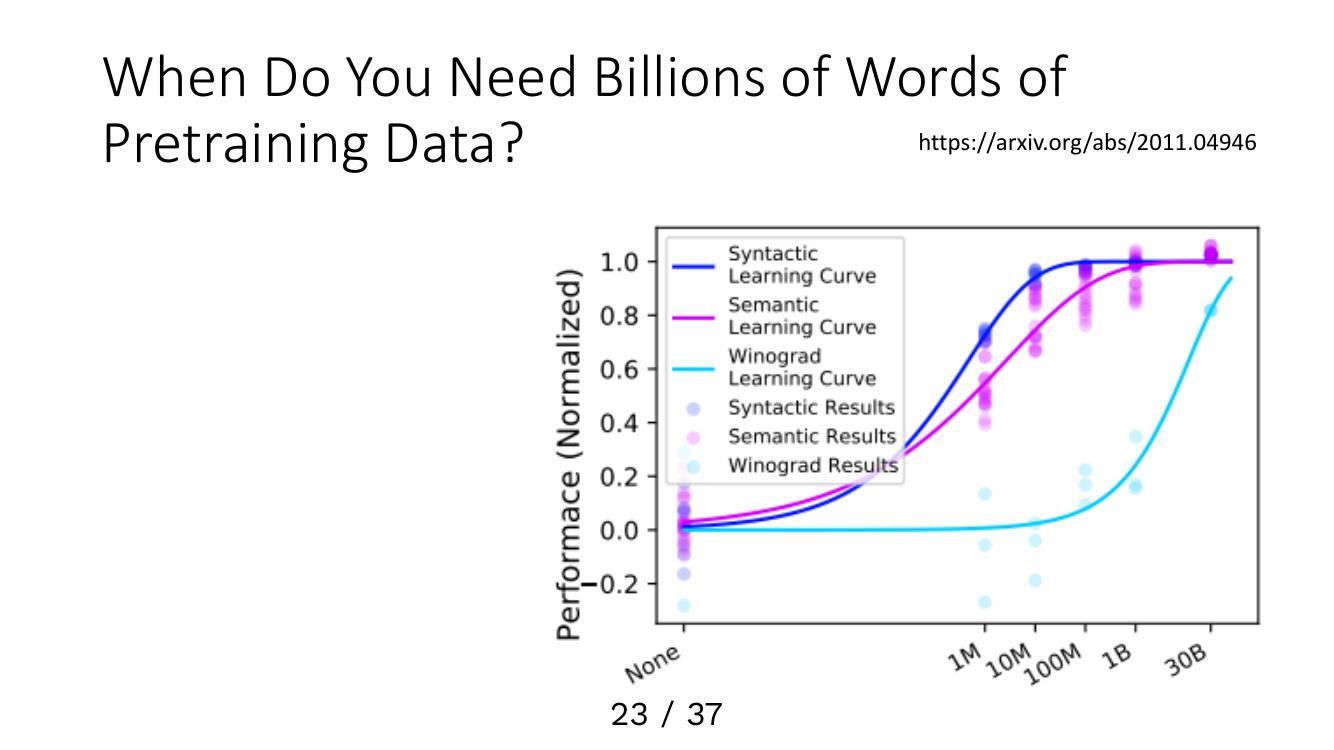 When Do You Need Billions of Words of
Pretraining Data?
https://arxiv.org/abs/2011.04946
Performace (Normalized)
1.0
0.8
0.6
0.4
0.2
0.0
−0.2
Syntactic
Learning Curve
Semantic
Learning Curve
Winograd
Learning Curve
Syntactic Results
Semantic Results
Winograd Results
None
1M
10M
100M
1B
30B
23 / 37